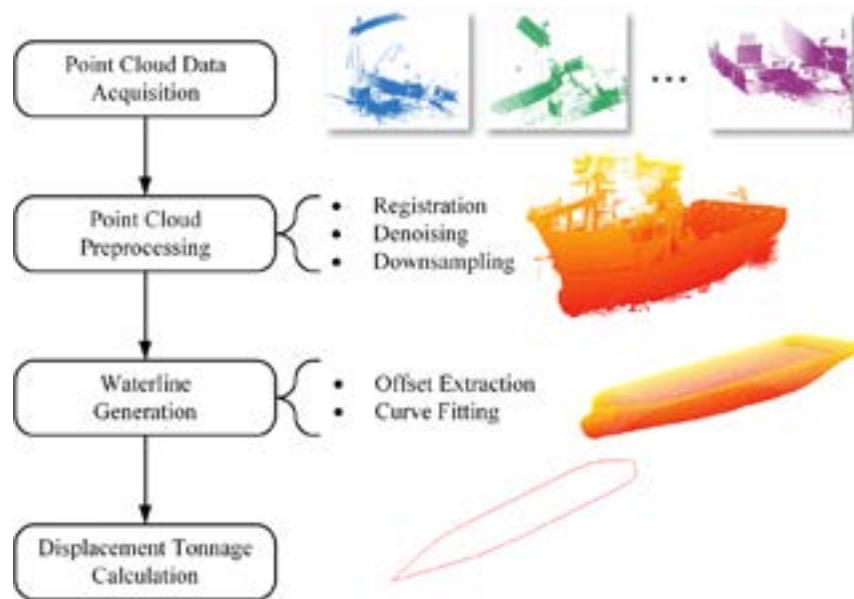 Point Cloud Data
Acquisition
Point Cloud
Preprocessing
• Registration
• Denoising
• Downsampling
Waterline
Generation
• Offset Extraction
• Curve Fitting
Displacement Tonnage
Calculation